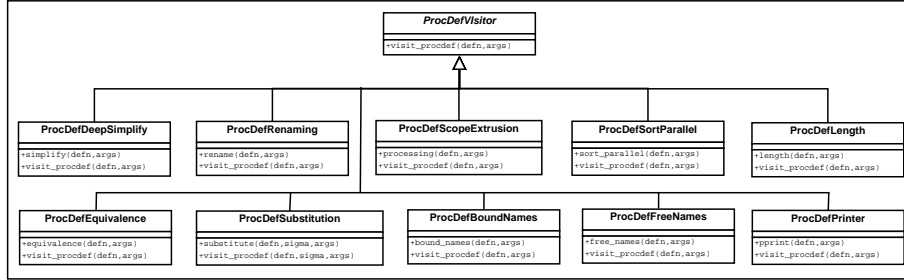 ProcDefVisitor
+visit_procdef(defn,args)
ProcDefDeepSimplify
+simplify(defn,args)
+visit_procdef(defn,args)
ProcDefRenaming
+rename(defn,args)
+visit_procdef(defn,args)
ProcDefScopeExtrusion
+processing(defn,args)
+visit_procdef(defn,args)
ProcDefSortParallel
+sort_parallel(defn,args)
visit_procdef(defn,args)
ProcDefLength
+length(defn,args)
+visit_procdef(defn,args)
ProcDefEquivalence
+equivalence(defn,args)
+visit_procdef(defn,args)
ProcDefSubstitution
+substitute(defn,sigma,args)
+visit_procdef(defn,sigma,args)
ProcDefBoundNames
+bound_names(defn,args)
+visit_procdef(defn,args)
ProcDefFreeNames
+free_names(defn,args)
+visit_procdef(defn,args)
ProcDefPrinter
+pprint(defn,args)
+visit_procdef(defn,args)